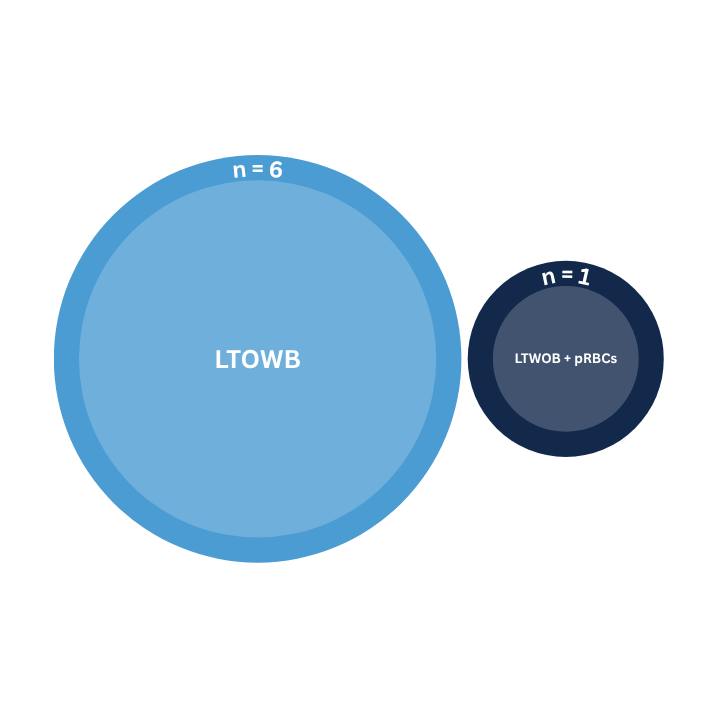 n = 6
LTOWB
n = 1
LTWOB + pRBCs